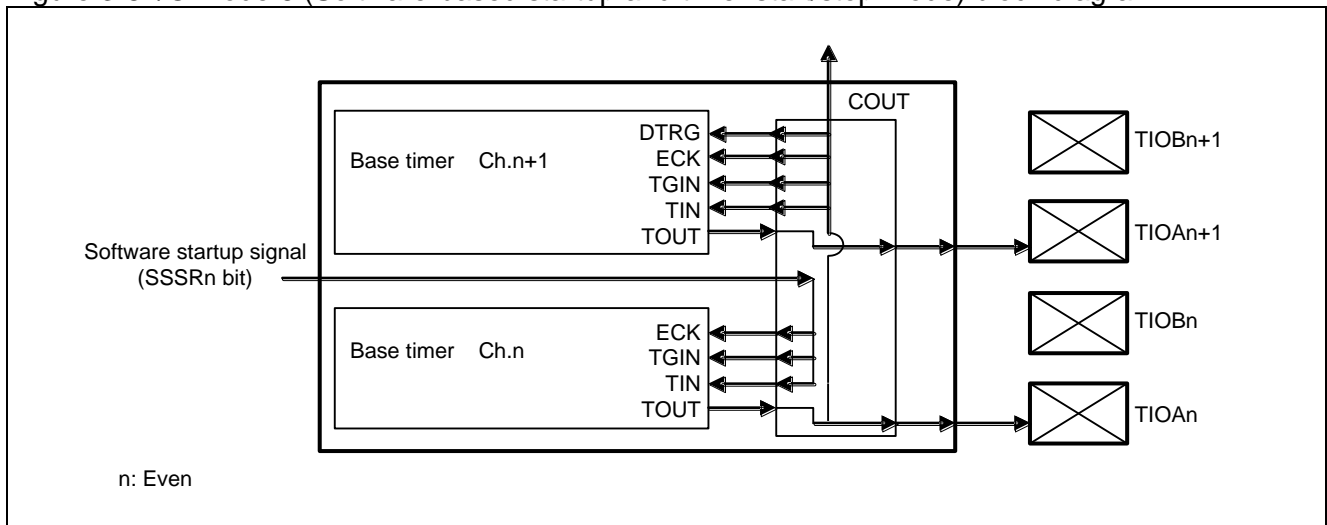 COUT
DTRG
ECK
Base timer Ch.n+1
TGIN
TIN
TOUT
TIOBn+1
TIOAn+1
Software startup signal
(SSSRn bit)
ECK
Base timer Ch.n
TGIN
TIN
TOUT
TIOBn
TIOAn
n: Even